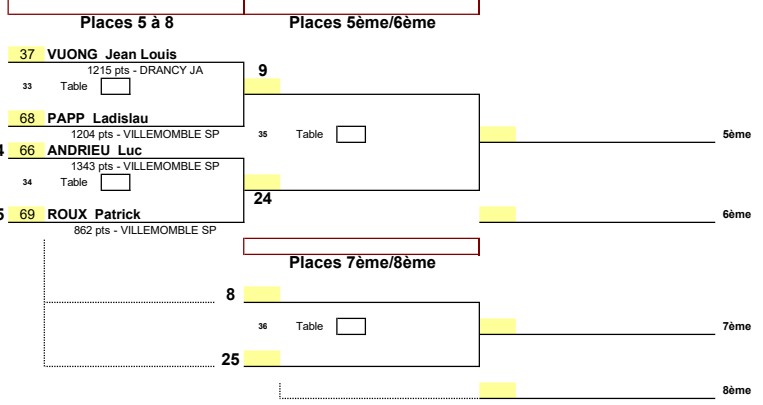 Places 5 à 8
Places 5ème/6ème
37 VUONG Jean Louis
1215 pts - DRANCY JA
9
33 Table
68 PAPP Ladislau
1204 pts - VILLEMOMBLE SP
35 Table
5ème
4 66 ANDRIEU Luc
1343 pts - VILLEMOMBLE SP
34 Table
24
5 69 ROUX Patrick
6ème
862 pts - VILLEMOMBLE SP
Places 7ème/8ème
8
36 Table
7ème
25
8ème